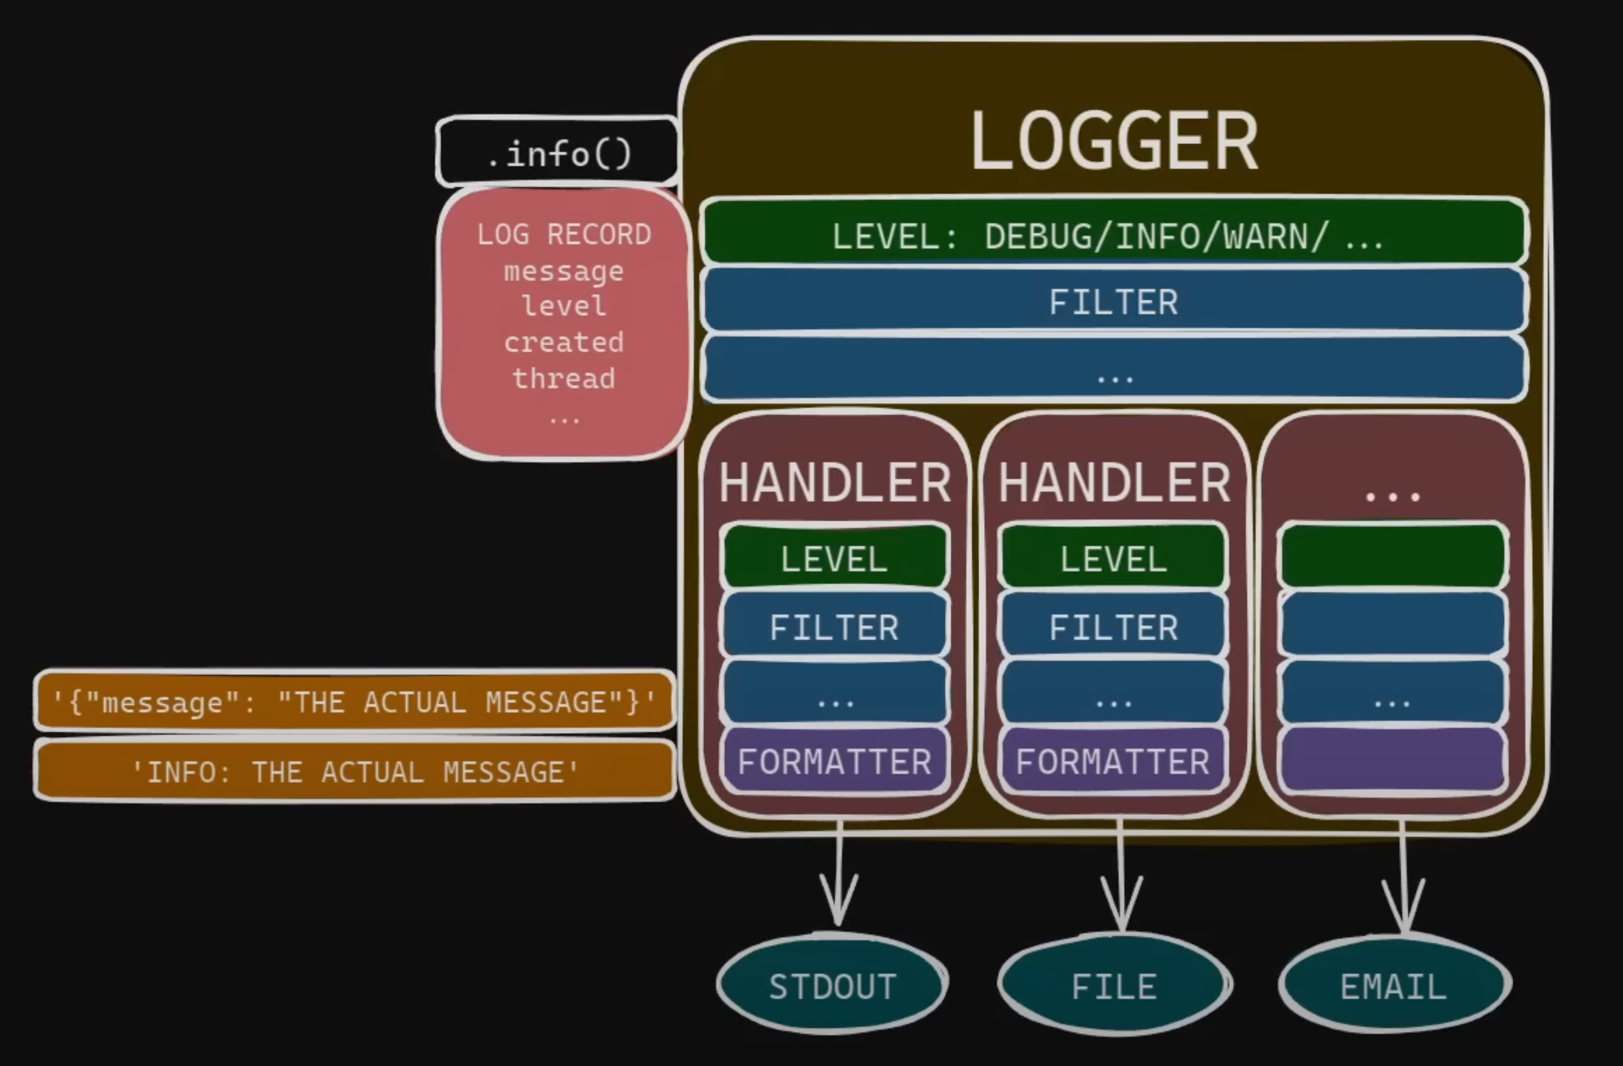 LOGGER
.info()
LOG RECORD
message
level
created
thread
...
LEVEL: DEBUG/INFO/WARN/ ...
FILTER
...
HANDLER
LEVEL
FILTER
...
FORMATTER
HANDLER
LEVEL
FILTER
...
FORMATTER
...
...
'{"message": "THE ACTUAL MESSAGE"}'
'INFO: THE ACTUAL MESSAGE'
STDOUT
FILE
EMAIL